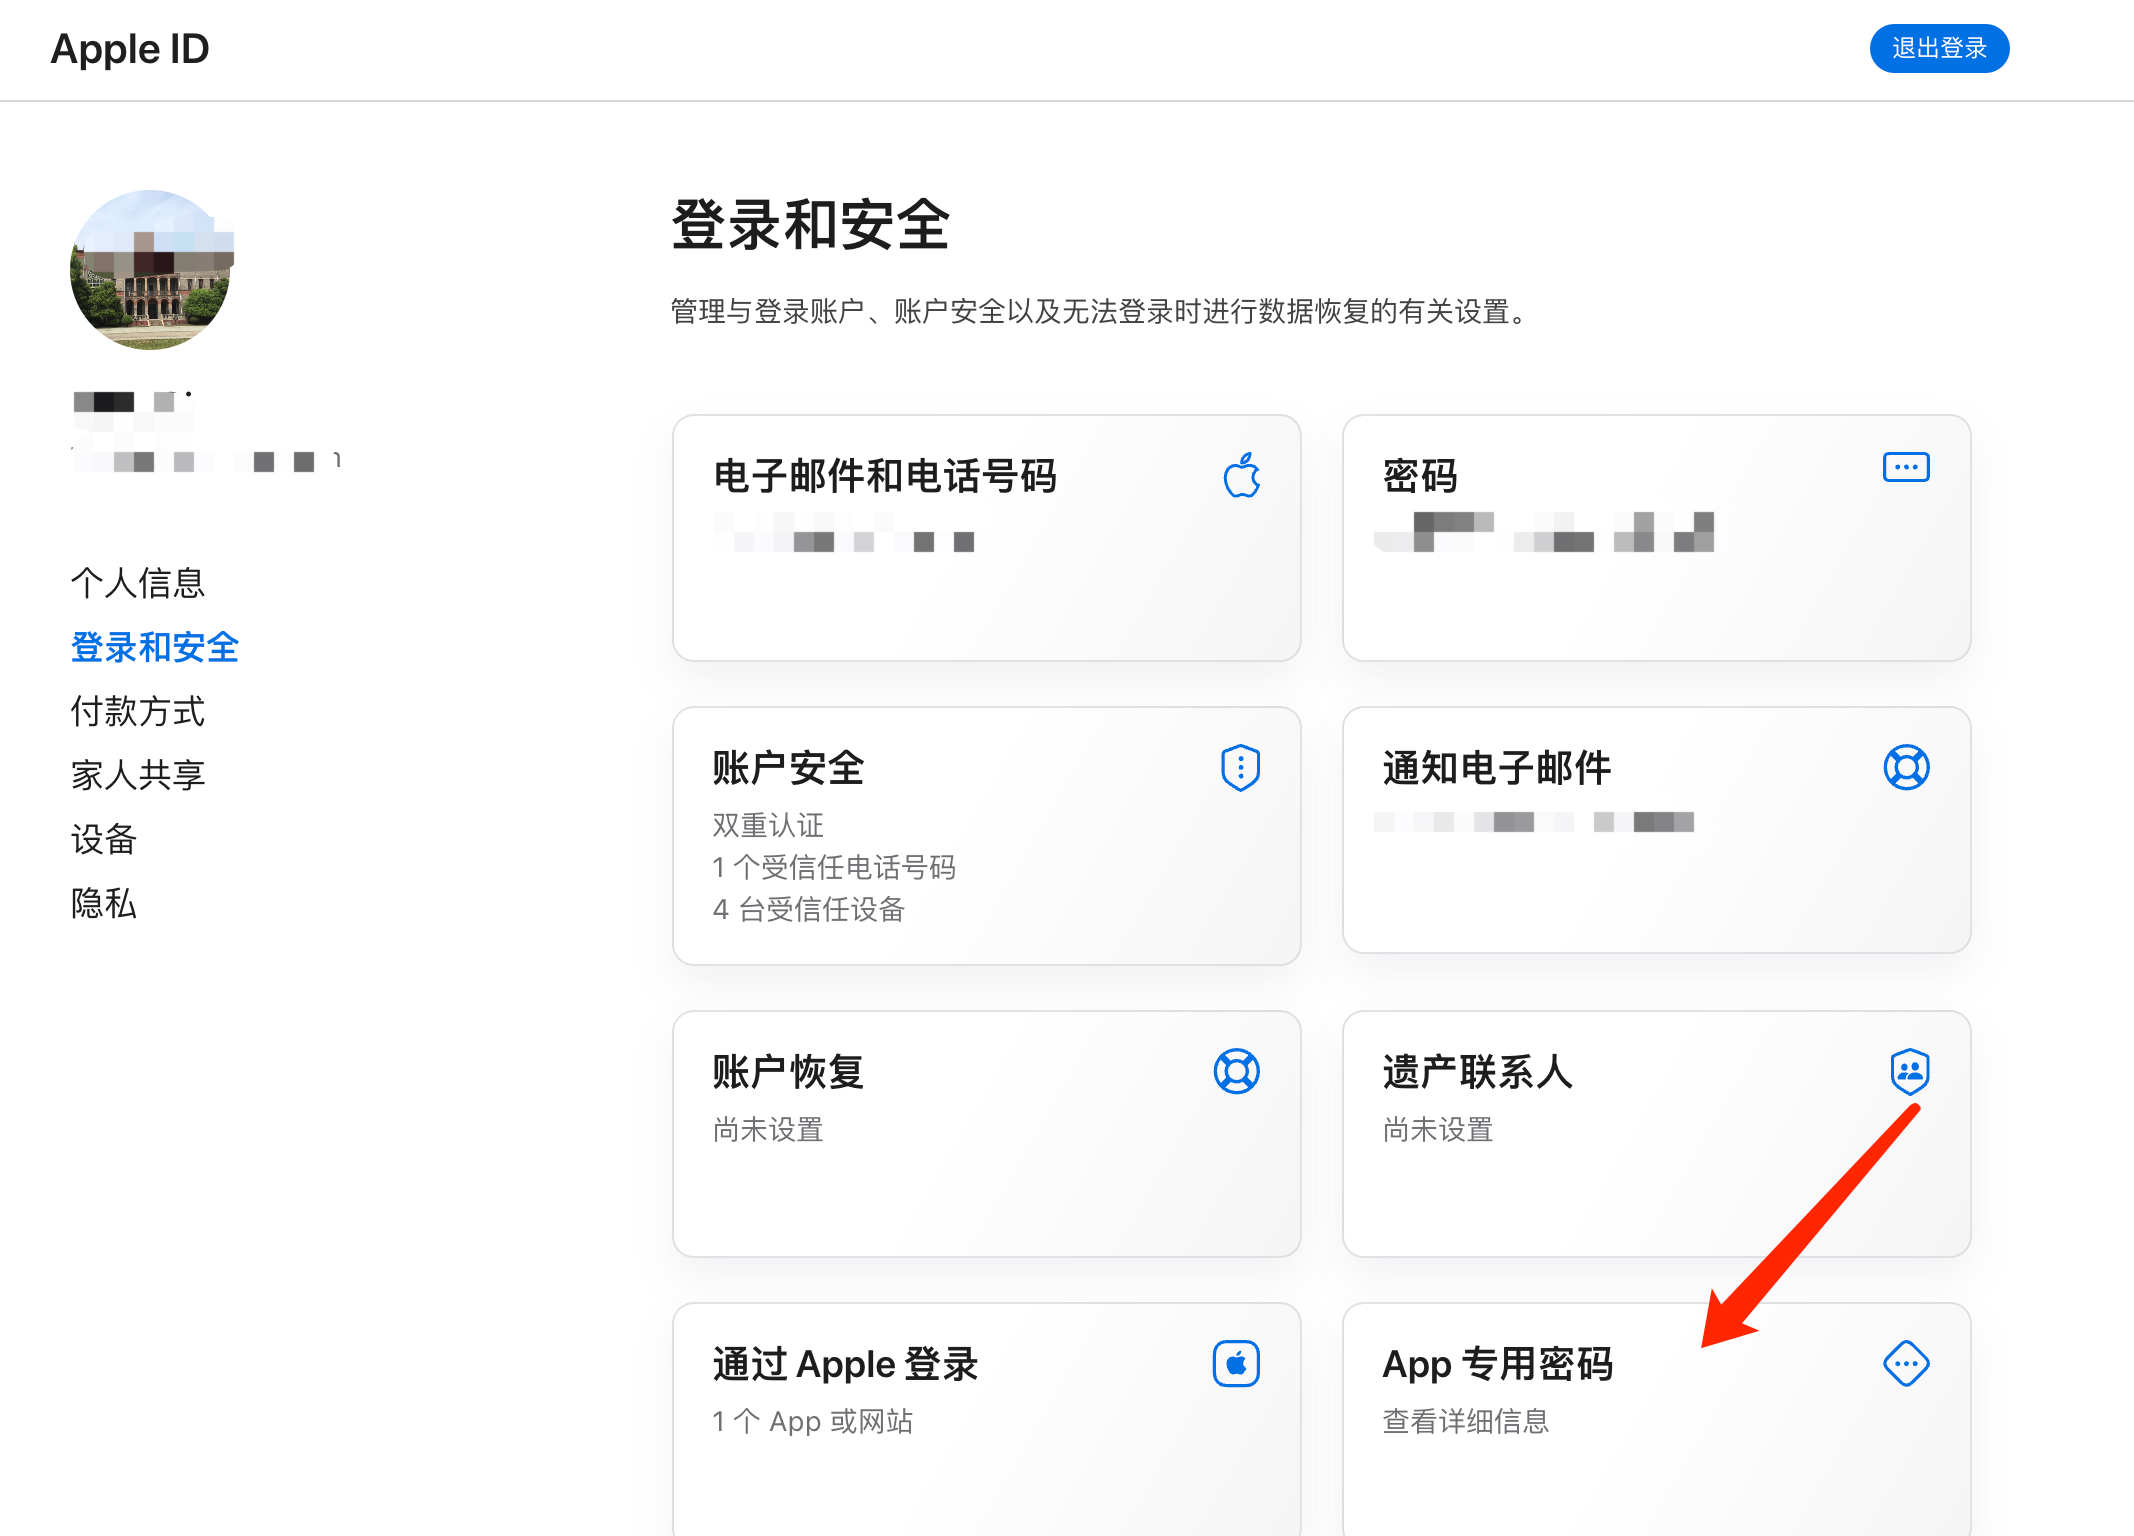 Apple ID
退出登录
个人信息
登录和安全
付款方式
家人共享
设备
隐私
登录和安全
管理与登录账户、账户安全以及无法登录时进行数据恢复的有关设置。
电子邮件和电话号码
密码
账户安全
双重认证
1 个受信任电话号码
4 台受信任设备
通知电子邮件
账户恢复
尚未设置
遗产联系人
尚未设置
通过 Apple 登录
1 个 App 或网站
App 专用密码
查看详细信息